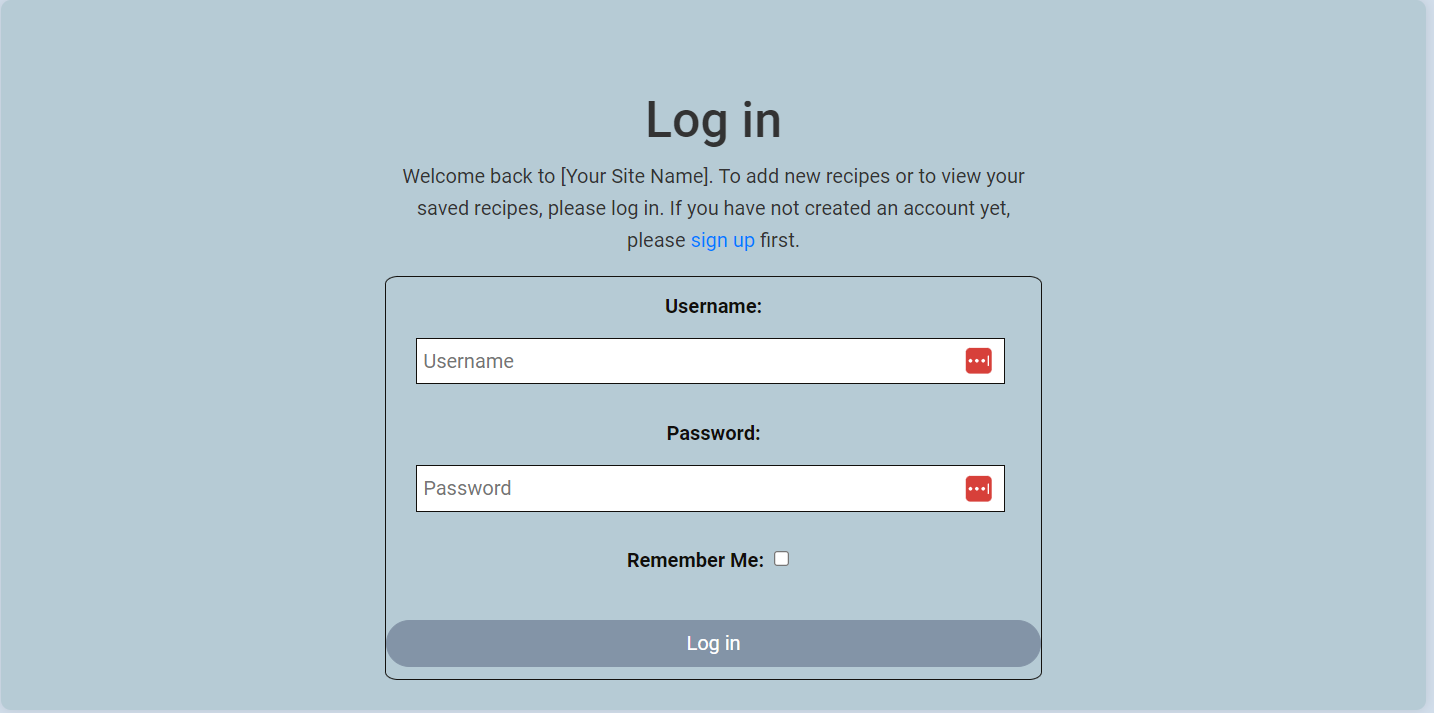 Log in
Welcome back to [Your Site Name]. To add new recipes or to view your
saved recipes, please log in. If you have not created an account yet,
please sign up first.
Username:
Username
Password:
Password
Remember Me:
Log in